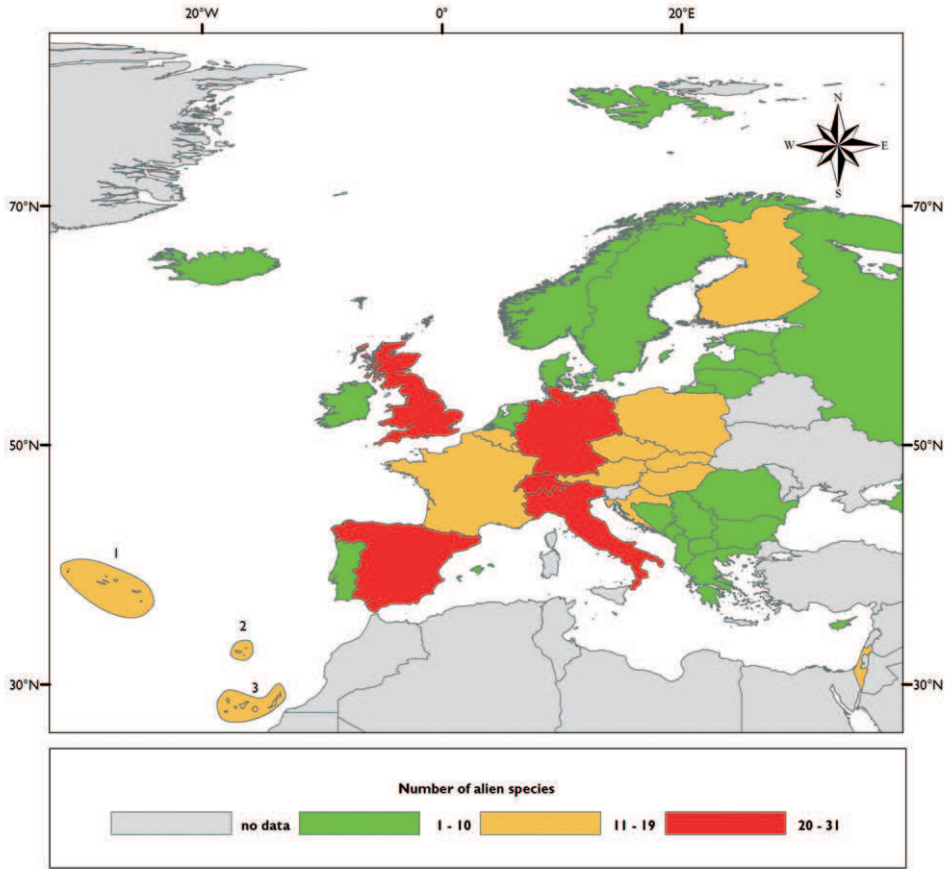 20°W 0° 20°E
N
W E
S
70°N 70°N
50°N 50°N
1
2
3
30°N 30°N
Number of alien species
no data 1 - 10 11 - 19 20 - 31